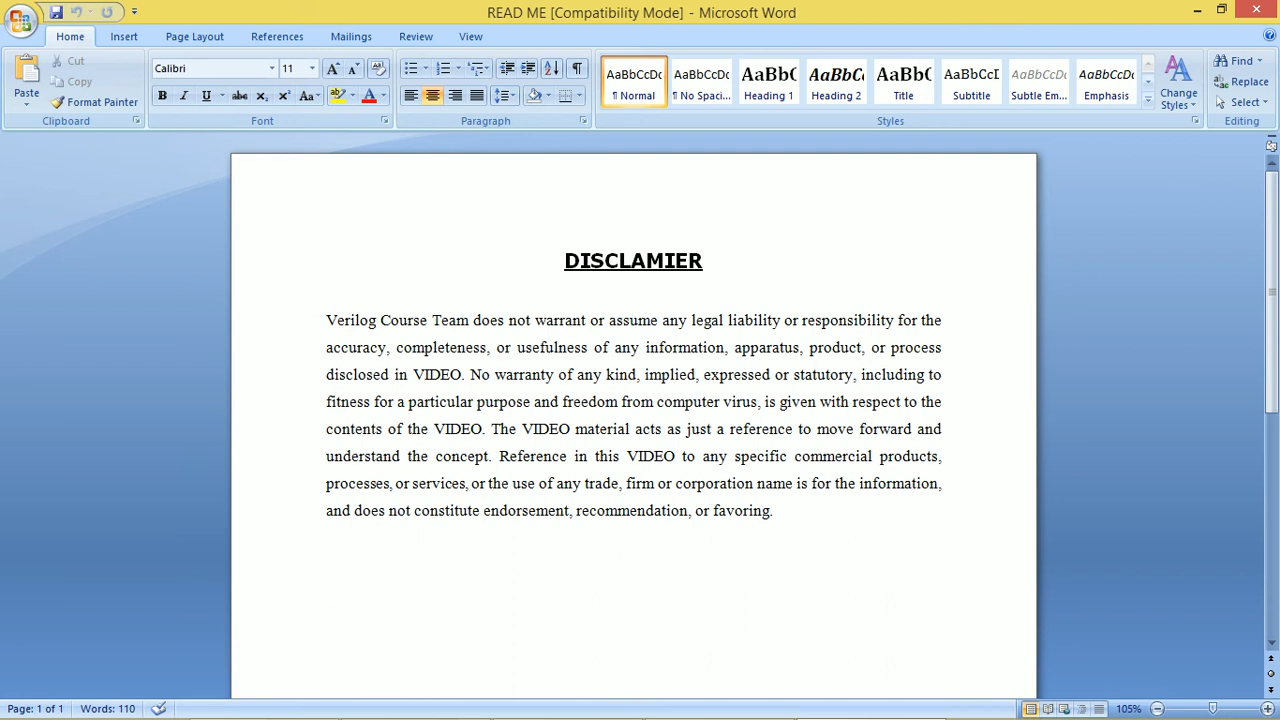 READ ME [Compatibility Mode] - Microsoft Word
Home Insert Page Layout References Mailings Review View
Paste
Cut
Copy
Format Painter
Clipboard
Calibri 11
Font
Paragraph
AaBbCcDc AaBbCcDc AaBbC AaBbCc AaBbC AaBbCcI AaBbCcDc AaBbCcDc
¶ Normal ¶ No Spaci... Heading 1 Heading 2 Title Subtitle Subtle Em... Emphasis
Change Styles
Styles
Find
Replace
Select
Editing
DISCLAMIER
Verilog Course Team does not warrant or assume any legal liability or responsibility for the
accuracy, completeness, or usefulness of any information, apparatus, product, or process
disclosed in VIDEO. No warranty of any kind, implied, expressed or statutory, including to
fitness for a particular purpose and freedom from computer virus, is given with respect to the
contents of the VIDEO. The VIDEO material acts as just a reference to move forward and
understand the concept. Reference in this VIDEO to any specific commercial products,
processes, or services, or the use of any trade, firm or corporation name is for the information,
and does not constitute endorsement, recommendation, or favoring.
Page: 1 of 1 Words: 110 105%